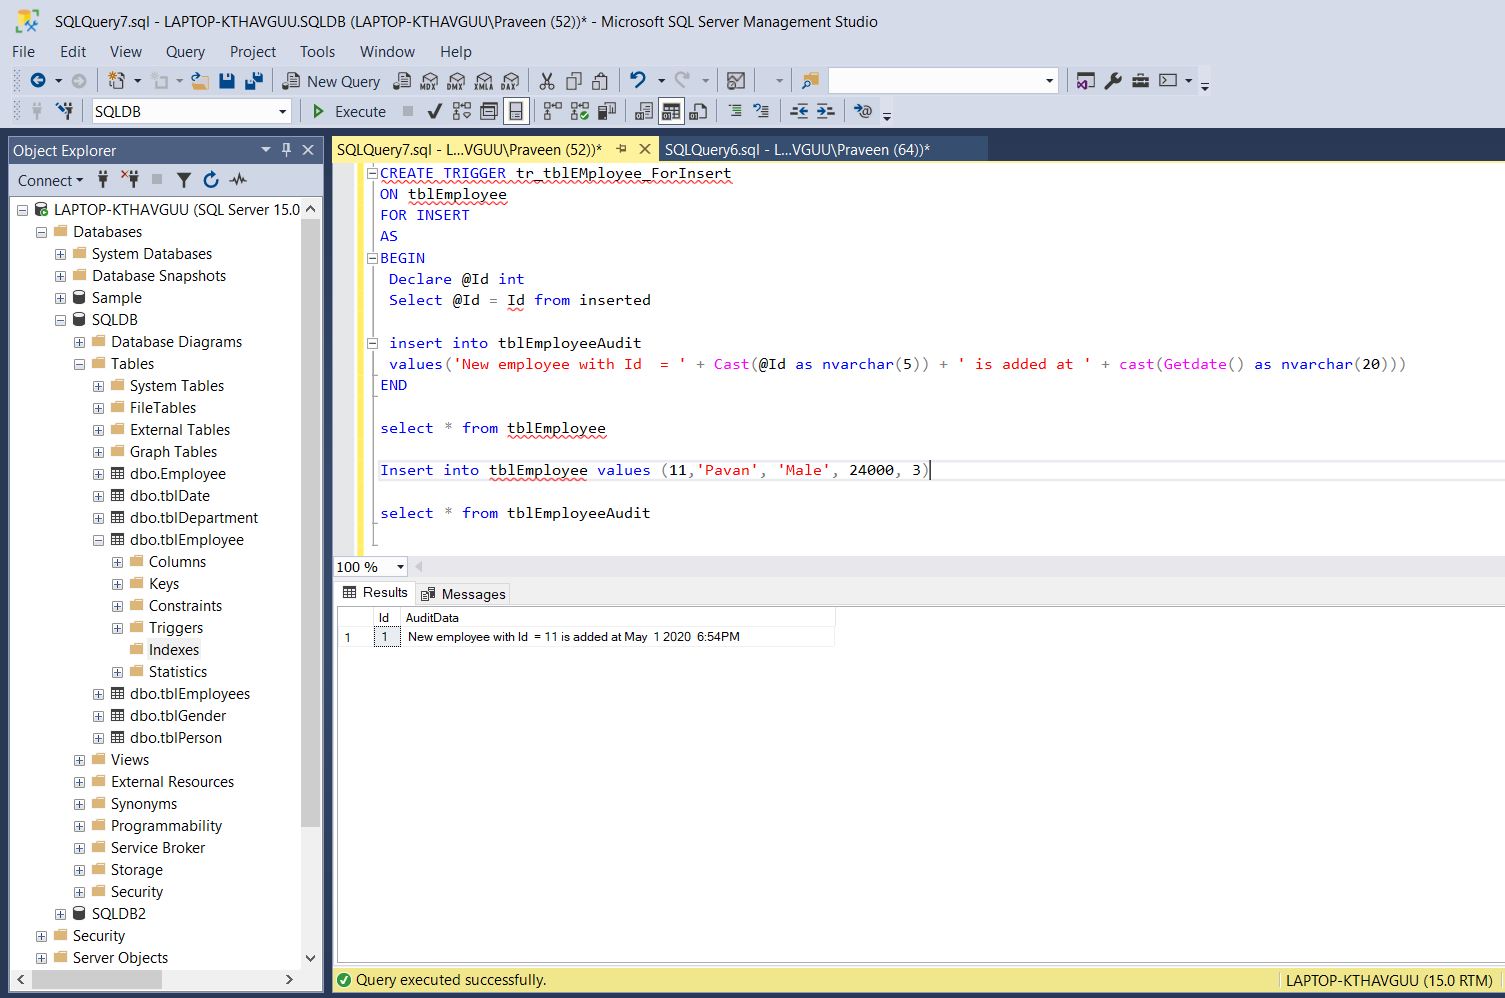 SQLQuery7.sql - LAPTOP-KTHAVGUU.SQLDB (LAPTOP-KTHAVGUU\Praveen (52))* - Microsoft SQL Server Management Studio
File Edit View Query Project Tools Window Help
New Query MDX DMX XMLA DAX
SQLDB Execute
Object Explorer
Connect
LAPTOP-KTHAVGUU (SQL Server 15.0
Databases
System Databases
Database Snapshots
Sample
SQLDB
Database Diagrams
Tables
System Tables
FileTables
External Tables
Graph Tables
dbo.Employee
dbo.tblDate
dbo.tblDepartment
dbo.tblEmployee
Columns
Keys
Constraints
Triggers
Indexes
Statistics
dbo.tblEmployees
dbo.tblGender
dbo.tblPerson
Views
External Resources
Synonyms
Programmability
Service Broker
Storage
Security
SQLDB2
Security
Server Objects
SQLQuery7.sql - L...VGUU\Praveen (52))* SQLQuery6.sql - L...VGUU\Praveen (64))*
CREATE TRIGGER tr_tblEMployee_ForInsert
ON tblEmployee
FOR INSERT
AS
BEGIN
Declare @Id int
Select @Id = Id from inserted
insert into tblEmployeeAudit
values('New employee with Id  = ' + Cast(@Id as nvarchar(5)) + ' is added at ' + cast(Getdate() as nvarchar(20)))
END
select * from tblEmployee
Insert into tblEmployee values (11,'Pavan', 'Male', 24000, 3)
select * from tblEmployeeAudit
100 %
Results Messages
Id AuditData
1 1 New employee with Id  = 11 is added at May  1 2020  6:54PM
Query executed successfully. LAPTOP-KTHAVGUU (15.0 RTM)